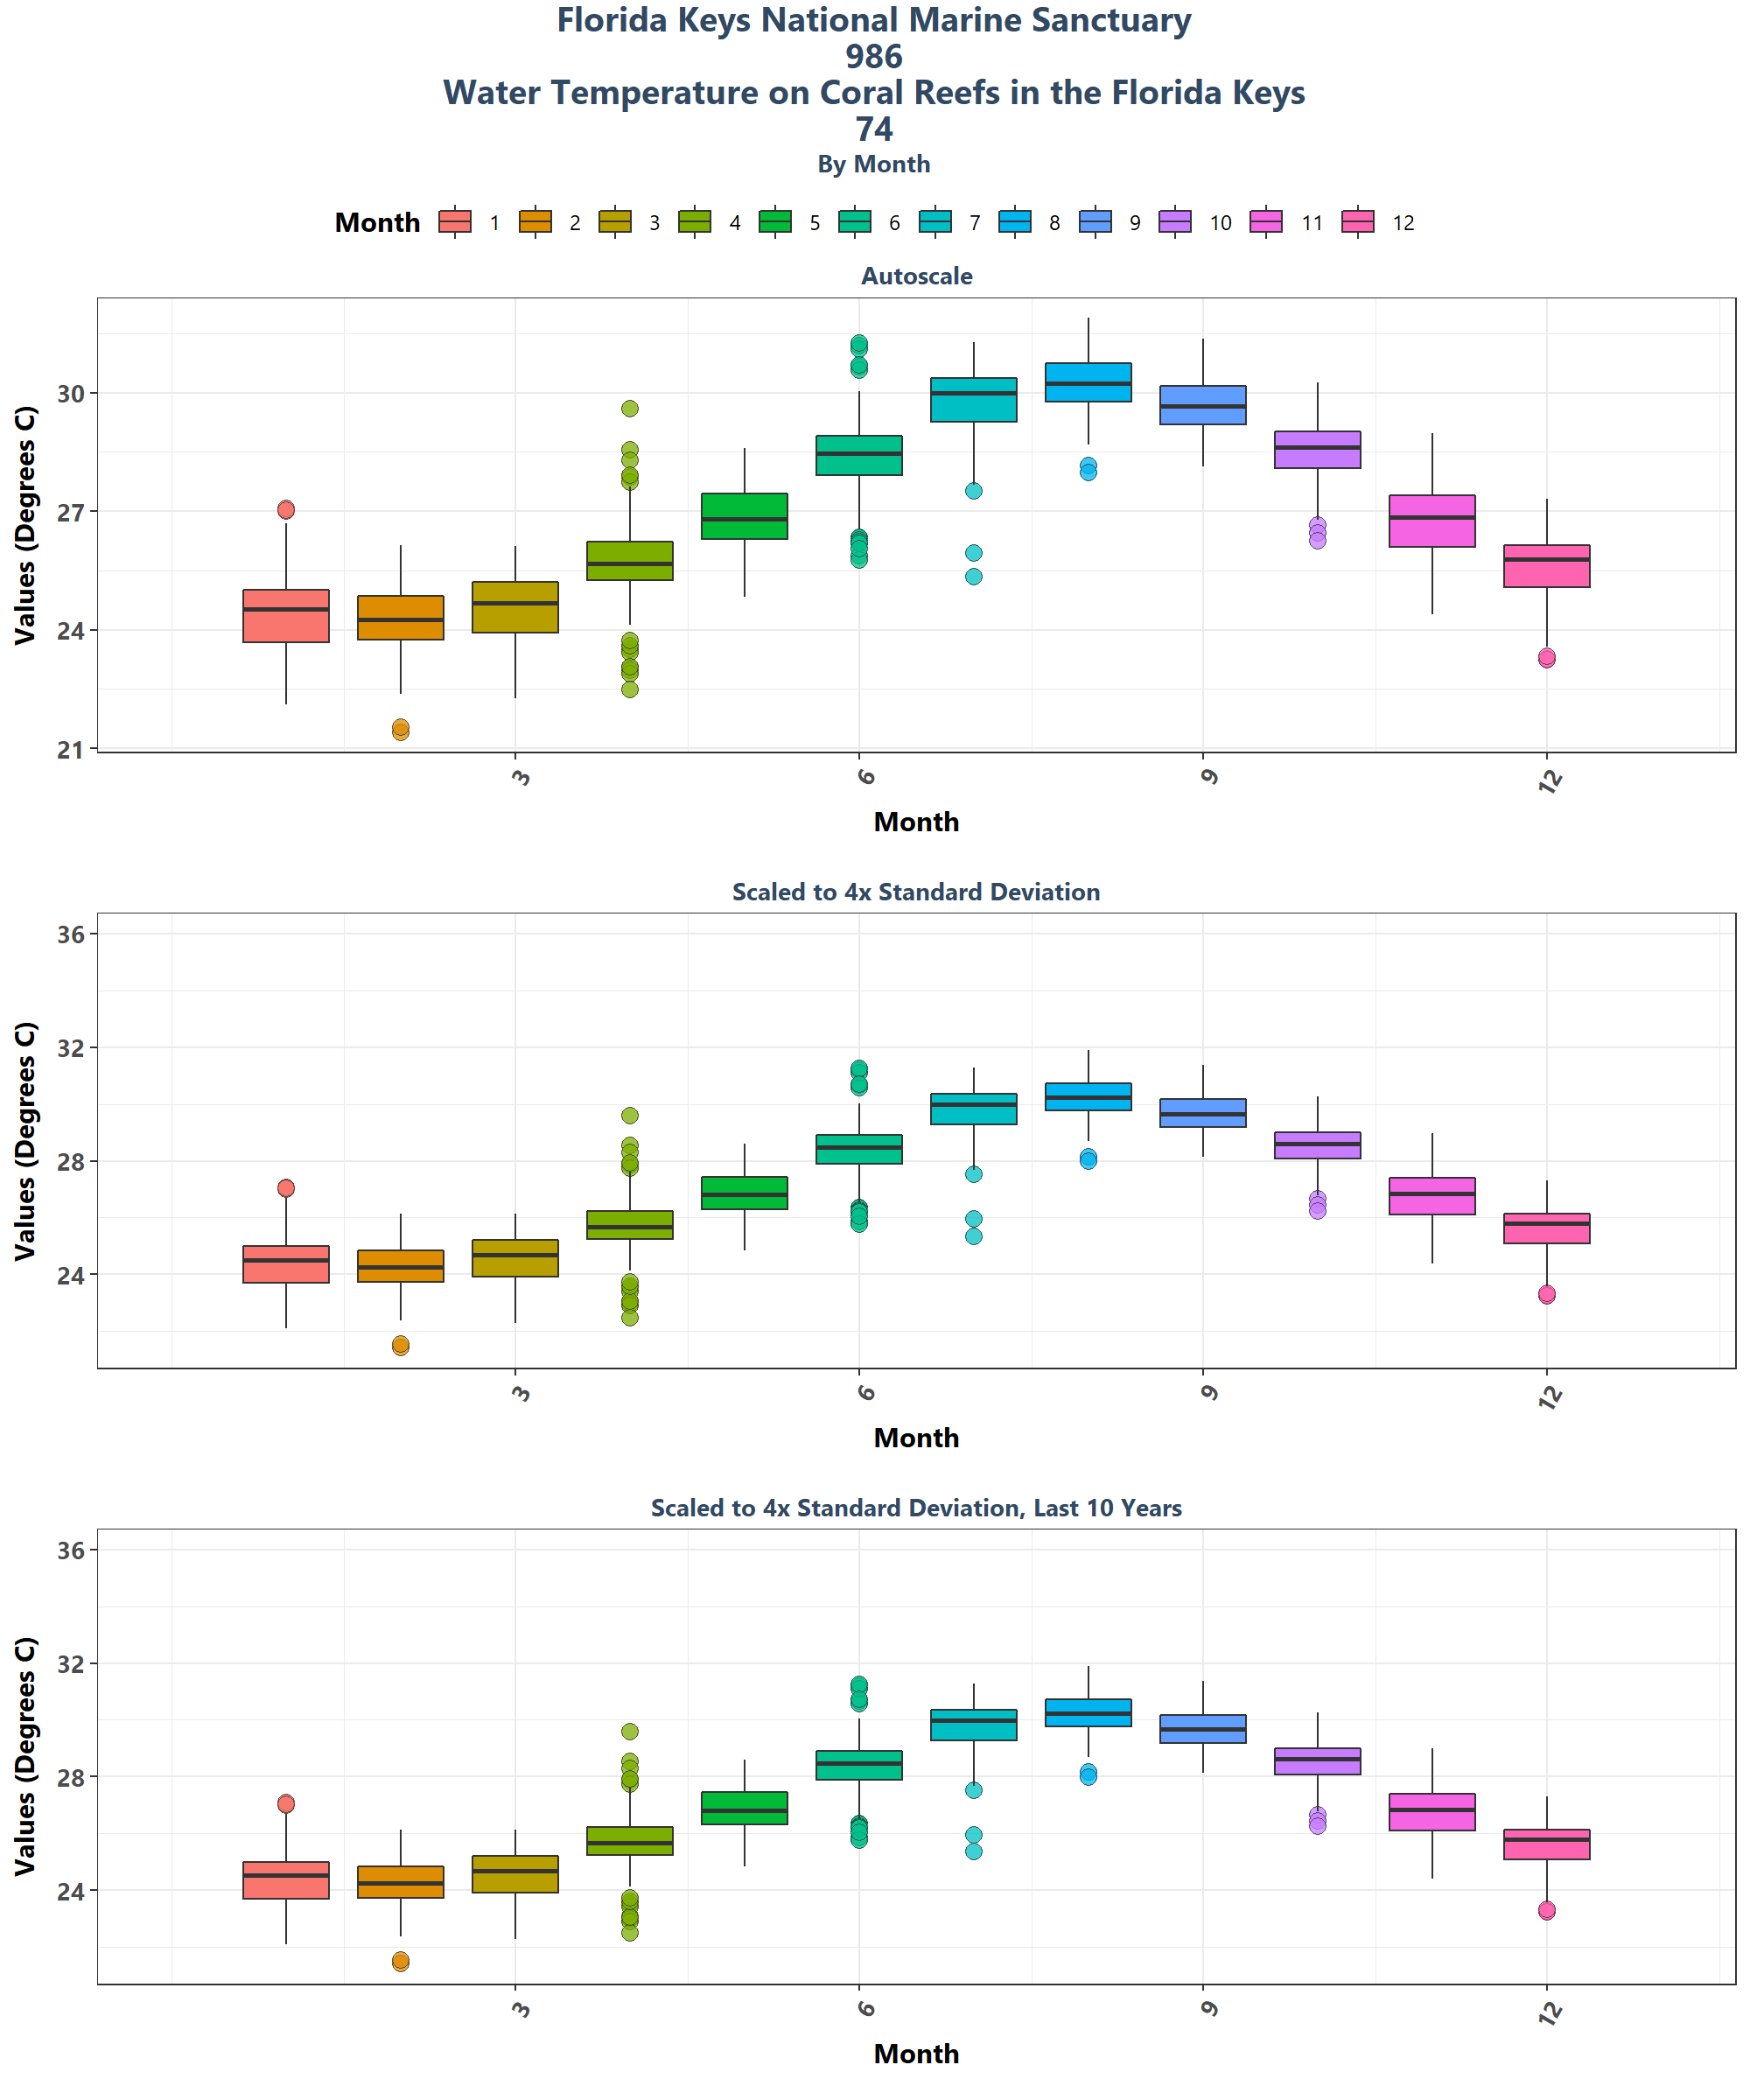 Florida Keys National Marine Sanctuary
986
Water Temperature on Coral Reefs in the Florida Keys
74
By Month
Month 1 2 3 4 5 6 7 8 9 10 11 12
Autoscale
Values (Degrees C)
30
27
24
21
3 6 9 12
Month
Scaled to 4x Standard Deviation
Values (Degrees C)
36
32
28
24
3 6 9 12
Month
Scaled to 4x Standard Deviation, Last 10 Years
Values (Degrees C)
36
32
28
24
3 6 9 12
Month